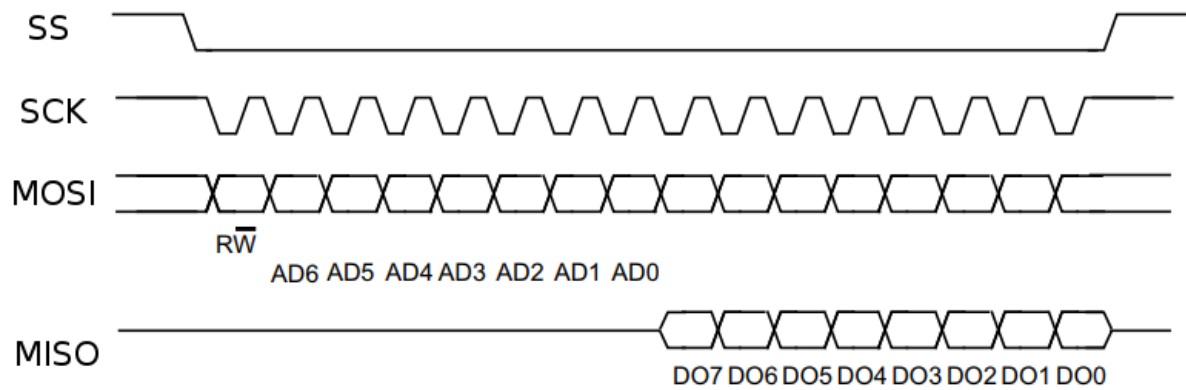 SS
SCK
MOSI
RW̅
AD6 AD5 AD4 AD3 AD2 AD1 AD0
MISO
DO7 DO6 DO5 DO4 DO3 DO2 DO1 DO0